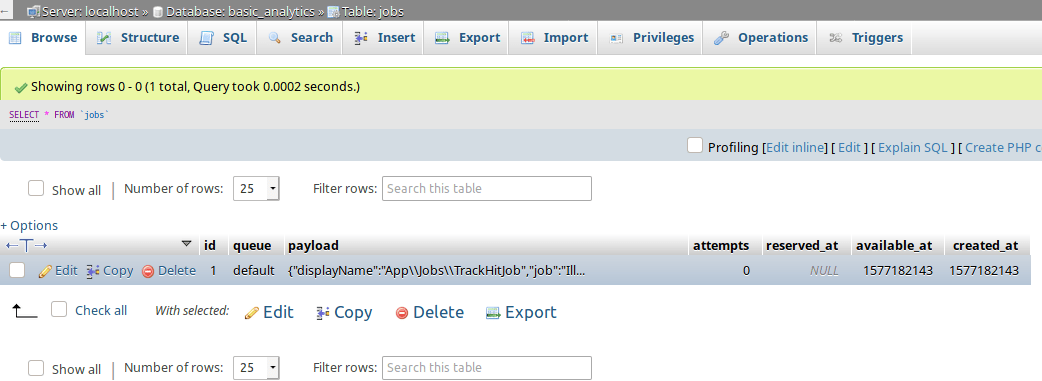 Server: localhost » Database: basic_analytics » Table: jobs
Browse Structure SQL Search Insert Export Import Privileges Operations Triggers
Showing rows 0 - 0 (1 total, Query took 0.0002 seconds.)
SELECT * FROM `jobs`
Profiling [Edit inline] [ Edit ] [ Explain SQL ] [ Create PHP c
Show all | Number of rows: 25 Filter rows: Search this table
+ Options
←T→ id queue payload attempts reserved_at available_at created_at
Edit Copy Delete 1 default {"displayName":"App\\Jobs\\TrackHitJob","job":"Ill... 0 NULL 1577182143 1577182143
Check all With selected: Edit Copy Delete Export
Show all | Number of rows: 25 Filter rows: Search this table